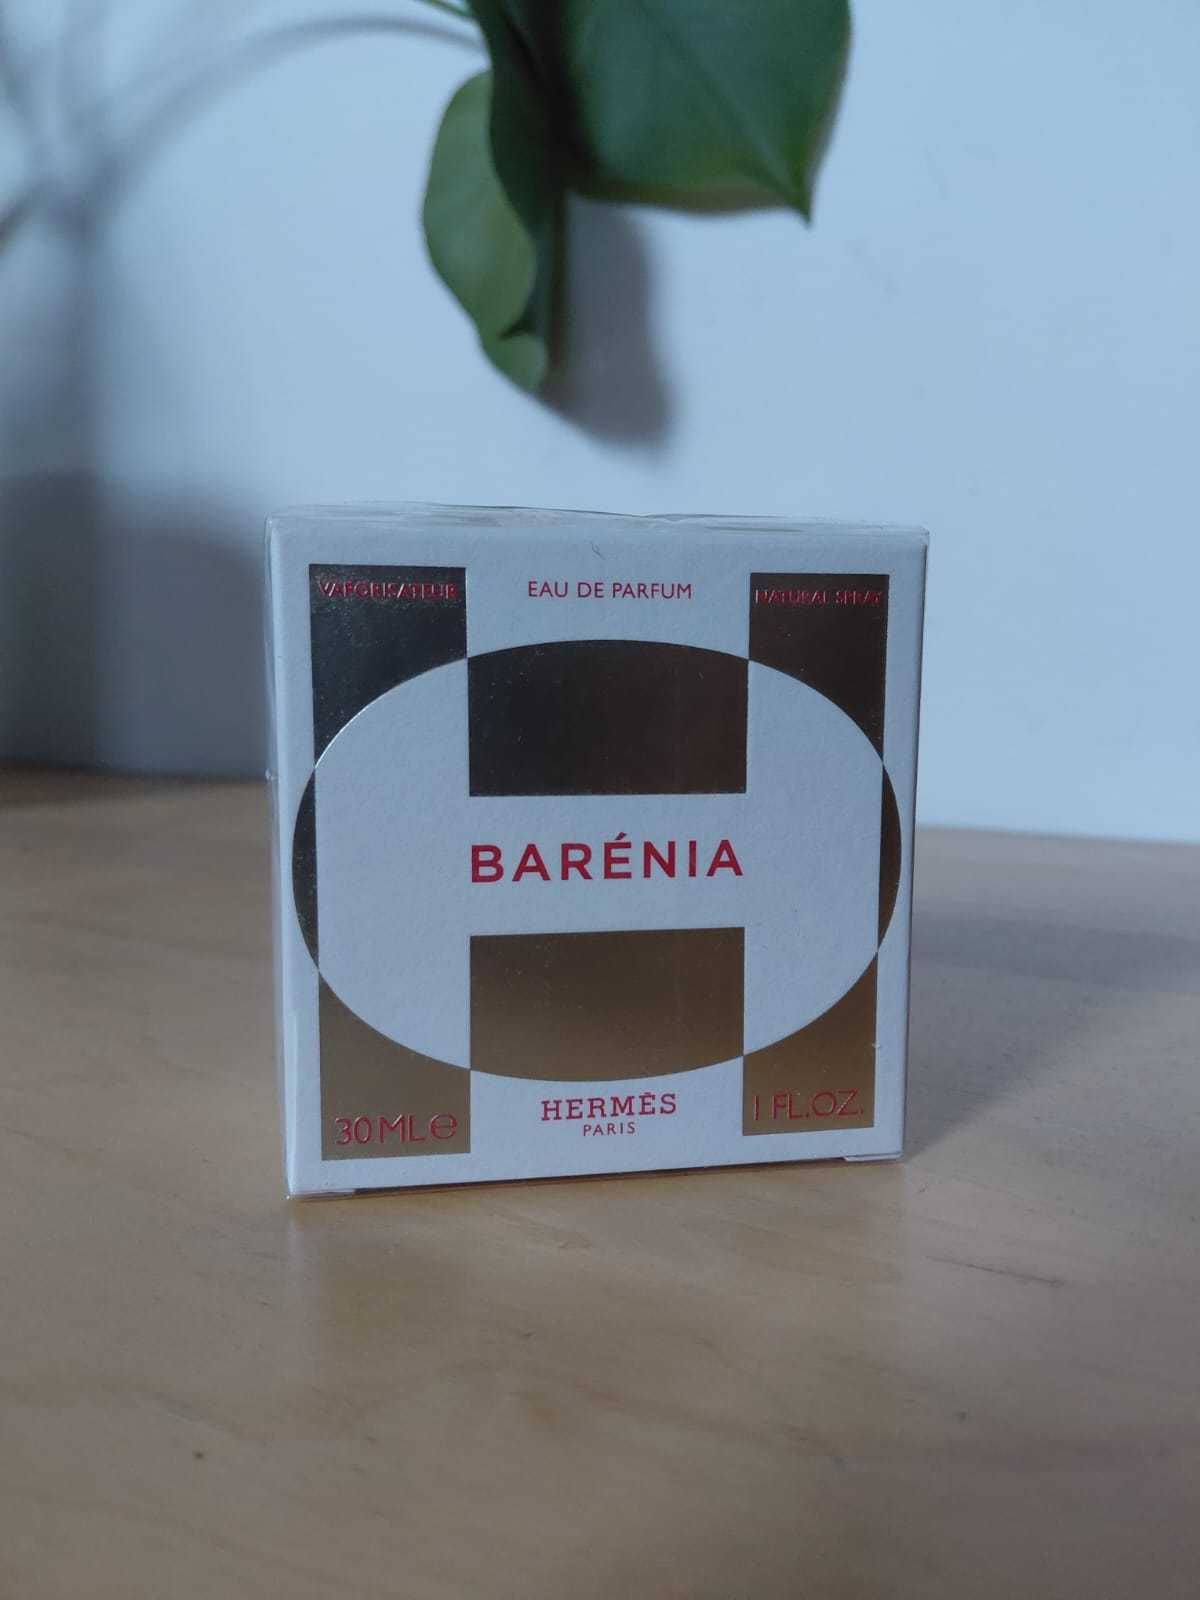 VAPORISATEUR
EAU DE PARFUM
NATURAL SPRAY
BARÉNIA
30 ML e
HERMÈS
PARIS
1 FL.OZ.